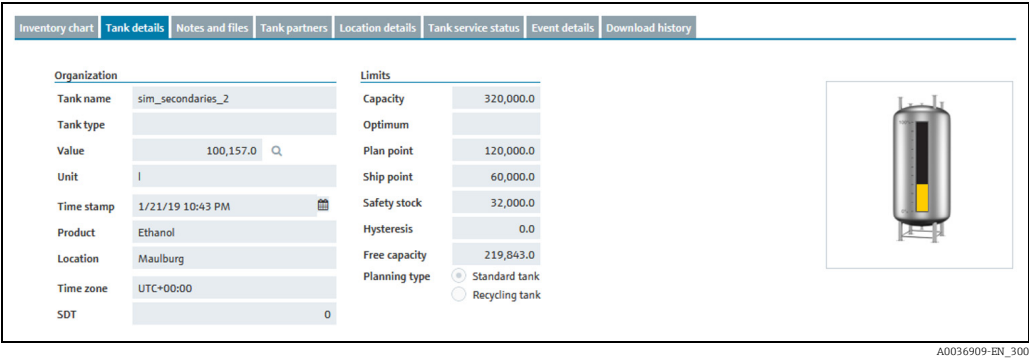 Inventory chart Tank details Notes and files Tank partners Location details Tank service status Event details Download history
Organization
Tank name sim_secondaries_2
Tank type
Value 100,157.0
Unit l
Time stamp 1/21/19 10:43 PM
Product Ethanol
Location Maulburg
Time zone UTC+00:00
SDT 0
Limits
Capacity 320,000.0
Optimum
Plan point 120,000.0
Ship point 60,000.0
Safety stock 32,000.0
Hysteresis 0.0
Free capacity 219,843.0
Planning type Standard tank
Recycling tank
A0036909-EN_300